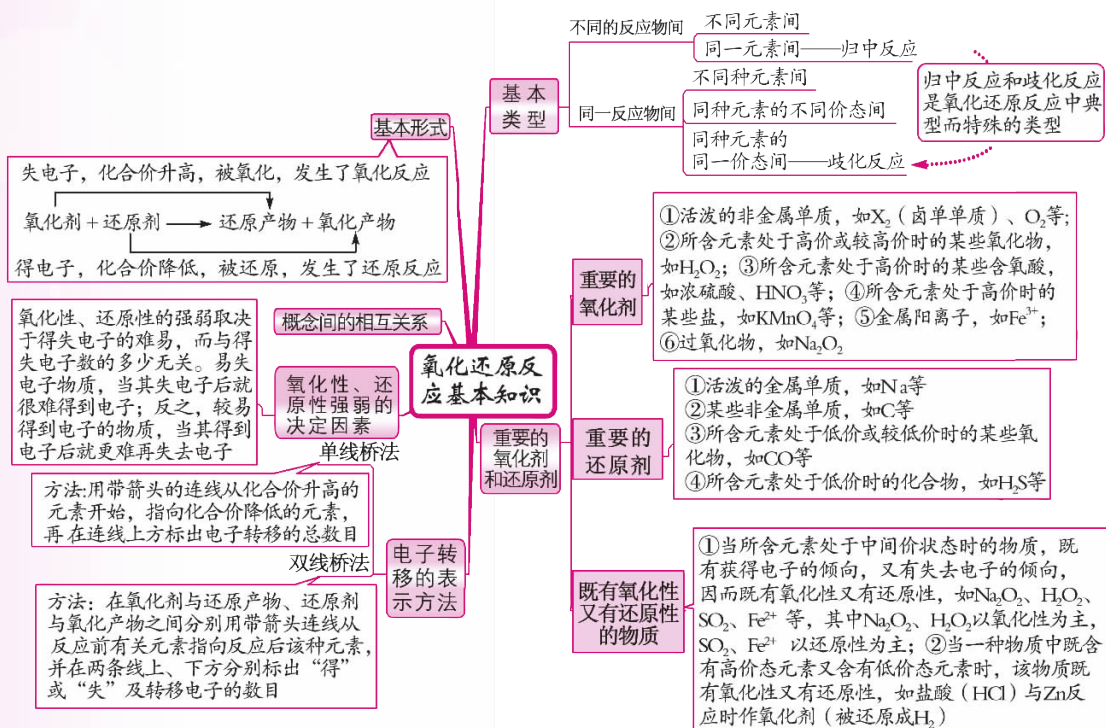 氧化还原反
应基本知识
基本
类型
不同的反应物间
不同元素间
同一元素间——归中反应
同一反应物间
不同种元素间
同种元素的不同价态间
同种元素的
同一价态间——歧化反应
归中反应和歧化反应
是氧化还原反应中典
型而特殊的类型
基本形式
失电子，化合价升高，被氧化，发生了氧化反应
氧化剂＋还原剂——→还原产物＋氧化产物
得电子，化合价降低，被还原，发生了还原反应
概念间的相互关系
氧化性、还
原性强弱的
决定因素
氧化性、还原性的强弱取决
于得失电子的难易，而与得
失电子数的多少无关。易失
电子物质，当其失电子后就
很难得到电子；反之，较易
得到电子的物质，当其得到
电子后就更难再失去电子
电子转
移的表
示方法
单线桥法
方法:用带箭头的连线从化合价升高的
元素开始，指向化合价降低的元素，
再在连线上方标出电子转移的总数目
双线桥法
方法：在氧化剂与还原产物、还原剂
与氧化产物之间分别用带箭头连线从
反应前有关元素指向反应后该种元素，
并在两条线上、下方分别标出“得”
或“失”及转移电子的数目
重要的
氧化剂
和还原剂
重要的
氧化剂
①活泼的非金属单质，如X₂（卤单单质）、O₂等；
②所含元素处于高价或较高价时的某些氧化物，
如H₂O₂；③所含元素处于高价时的某些含氧酸，
如浓硫酸、HNO₃等；④所含元素处于高价时的
某些盐，如KMnO₄等；⑤金属阳离子，如Fe³⁺；
⑥过氧化物，如Na₂O₂
重要的
还原剂
①活泼的金属单质，如Na等
②某些非金属单质，如C等
③所含元素处于低价或较低价时的某些氧
化物，如CO等
④所含元素处于低价时的化合物，如H₂S等
既有氧化性
又有还原性
的物质
①当所含元素处于中间价状态时的物质，既
有获得电子的倾向，又有失去电子的倾向，
因而既有氧化性又有还原性，如Na₂O₂、H₂O₂、
SO₂、Fe²⁺ 等，其中Na₂O₂、H₂O₂以氧化性为主，
SO₂、Fe²⁺ 以还原性为主；②当一种物质中既含
有高价态元素又含有低价态元素时，该物质既
有氧化性又有还原性，如盐酸（HCl）与Zn反
应时作氧化剂（被还原成H₂）